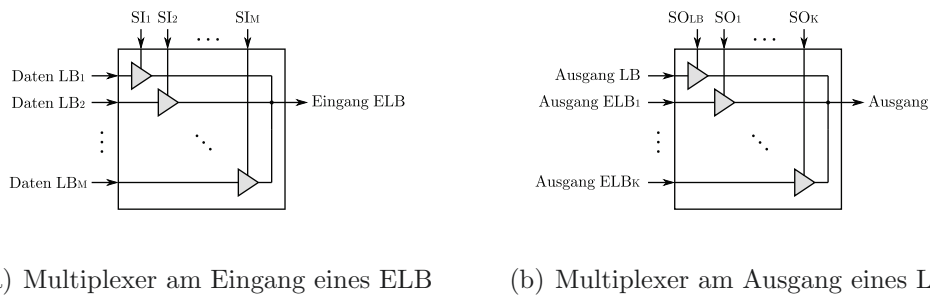 SI1 SI2 ... SIM
Daten LB1
Daten LB2
Daten LBM
Eingang ELB
SOLB SO1 ... SOK
Ausgang LB
Ausgang ELB1
Ausgang ELBK
Ausgang
) Multiplexer am Eingang eines ELB
(b) Multiplexer am Ausgang eines L